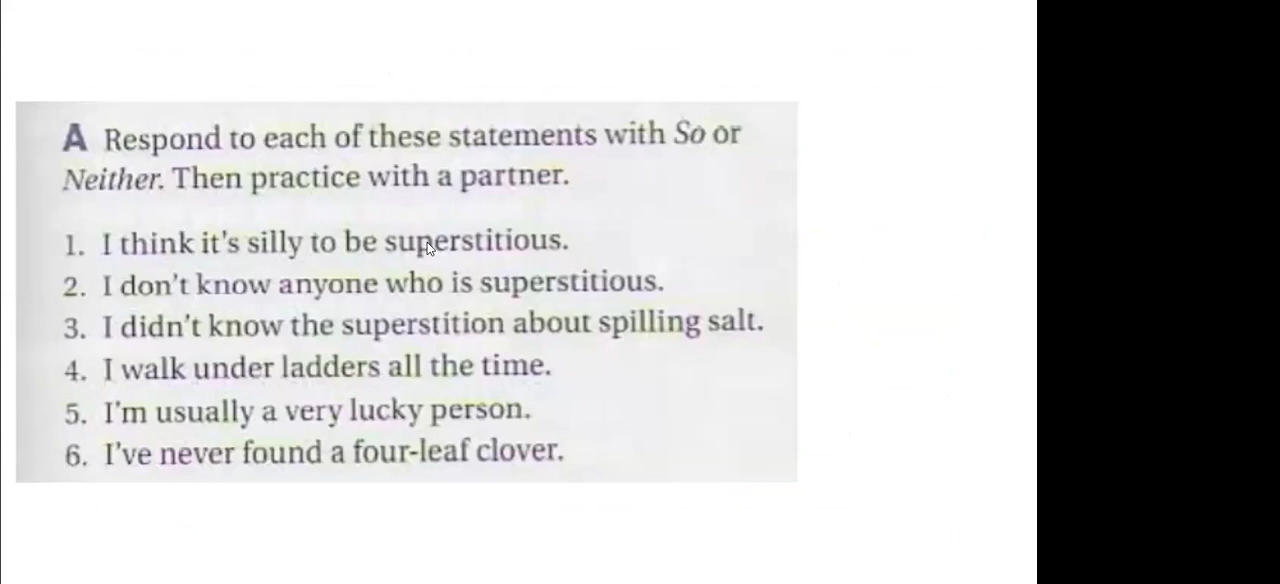 A Respond to each of these statements with So or
Neither. Then practice with a partner.
1. I think it's silly to be superstitious.
2. I don't know anyone who is superstitious.
3. I didn't know the superstition about spilling salt.
4. I walk under ladders all the time.
5. I'm usually a very lucky person.
6. I've never found a four-leaf clover.